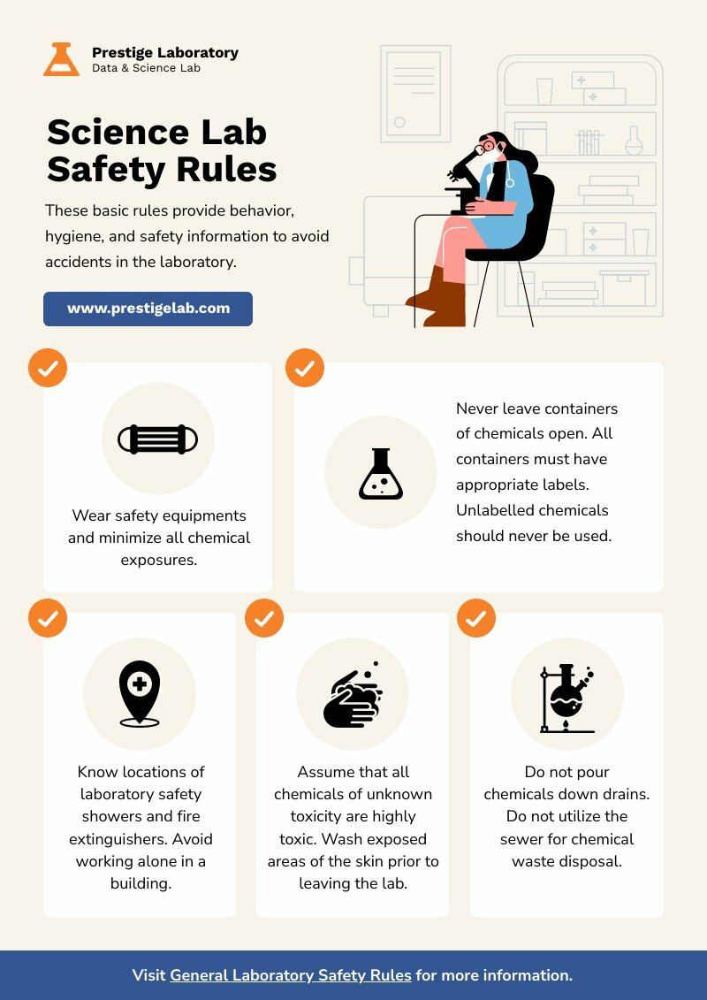 Prestige Laboratory
Data & Science Lab
Science Lab
Safety Rules
These basic rules provide behavior,
hygiene, and safety information to avoid
accidents in the laboratory.
www.prestigelab.com
Wear safety equipments
and minimize all chemical
exposures.
Never leave containers
of chemicals open. All
containers must have
appropriate labels.
Unlabelled chemicals
should never be used.
Know locations of
laboratory safety
showers and fire
extinguishers. Avoid
working alone in a
building.
Assume that all
chemicals of unknown
toxicity are highly
toxic. Wash exposed
areas of the skin prior to
leaving the lab.
Do not pour
chemicals down drains.
Do not utilize the
sewer for chemical
waste disposal.
Visit General Laboratory Safety Rules for more information.